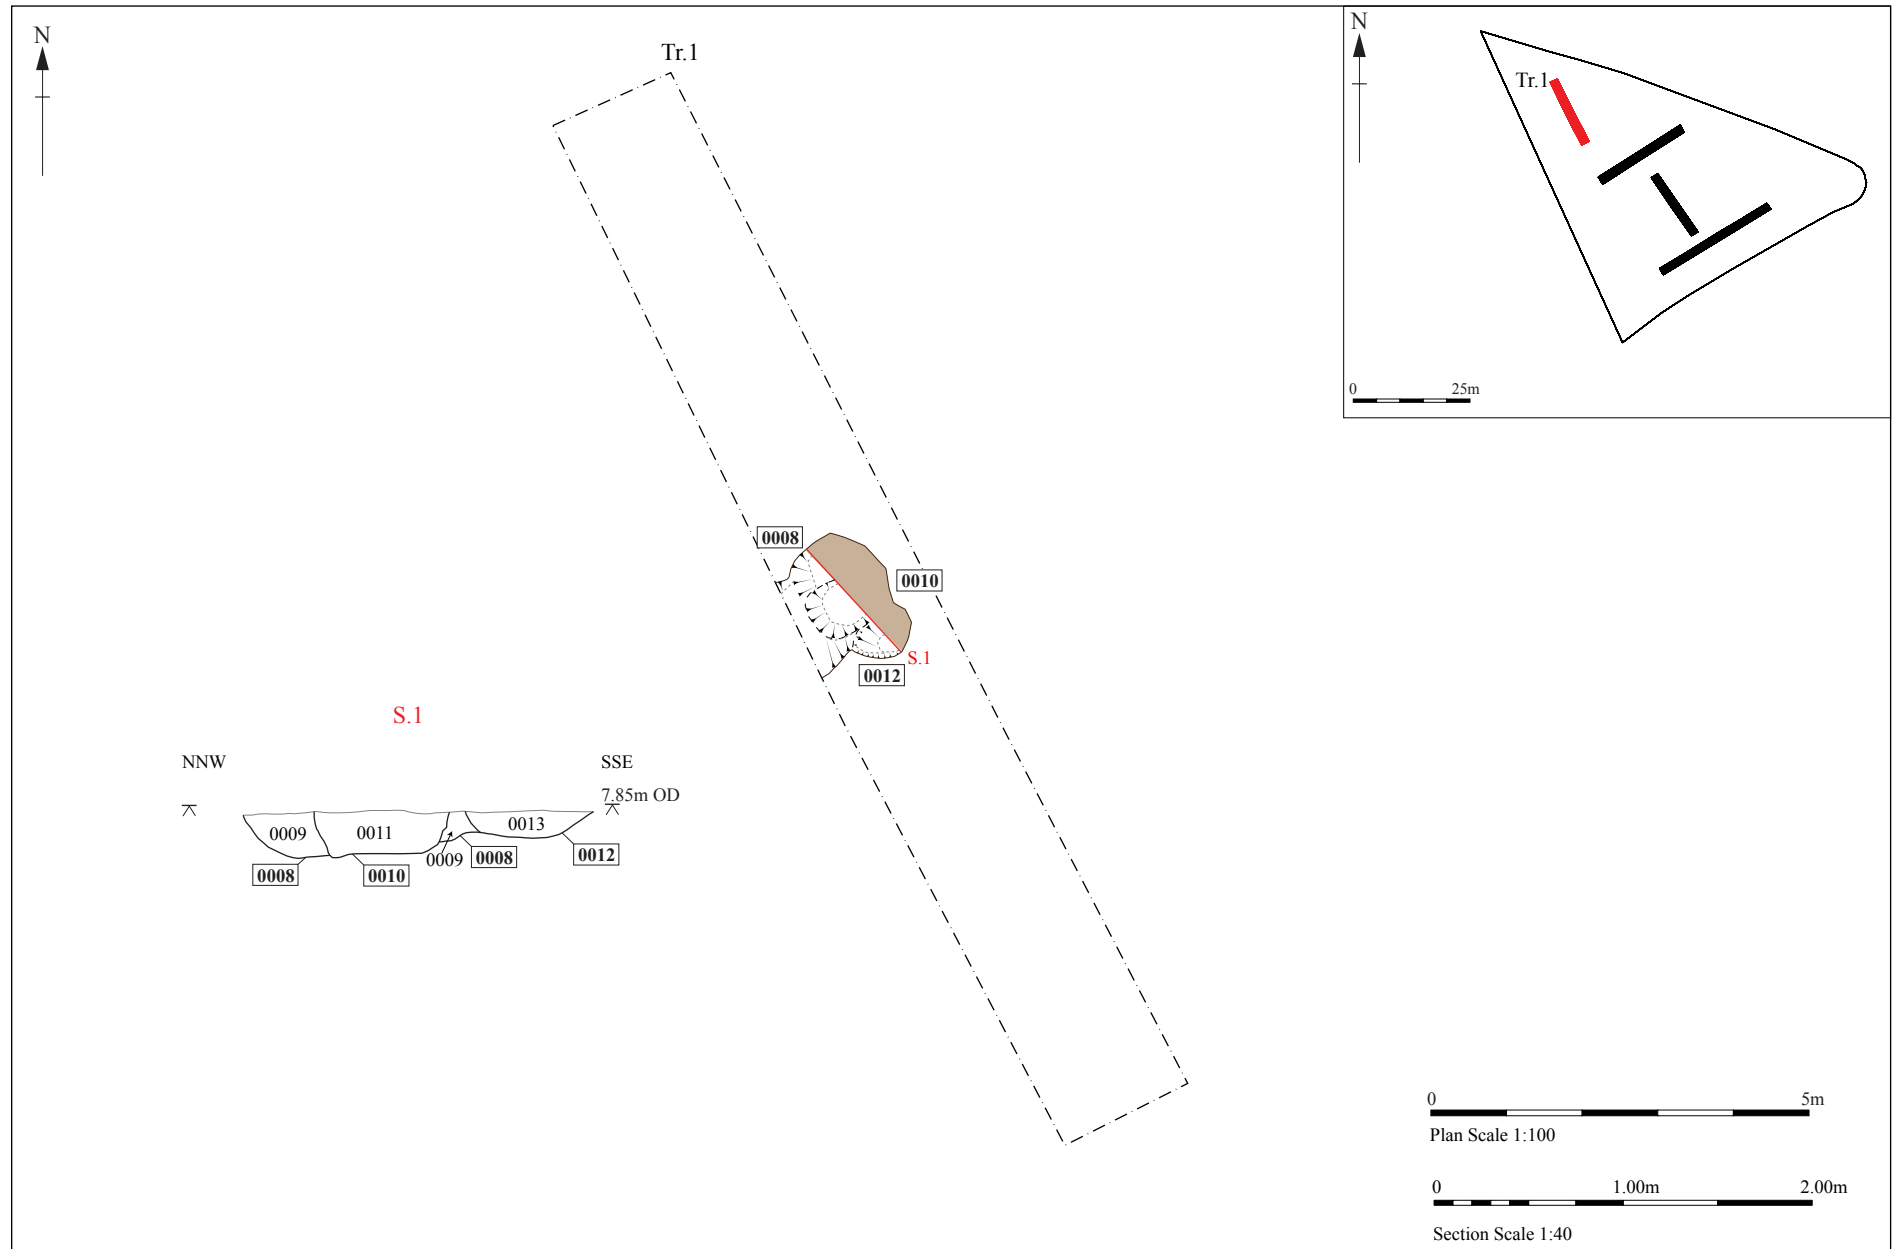 N
Tr.1
N
Tr.1
0
25m
0008
0010
S.1
0012
S.1
NNW
SSE
7.85m OD
0009
0011
0013
0009
0008
0012
0008
0010
0
5m
Plan Scale 1:100
0
1.00m
2.00m
Section Scale 1:40